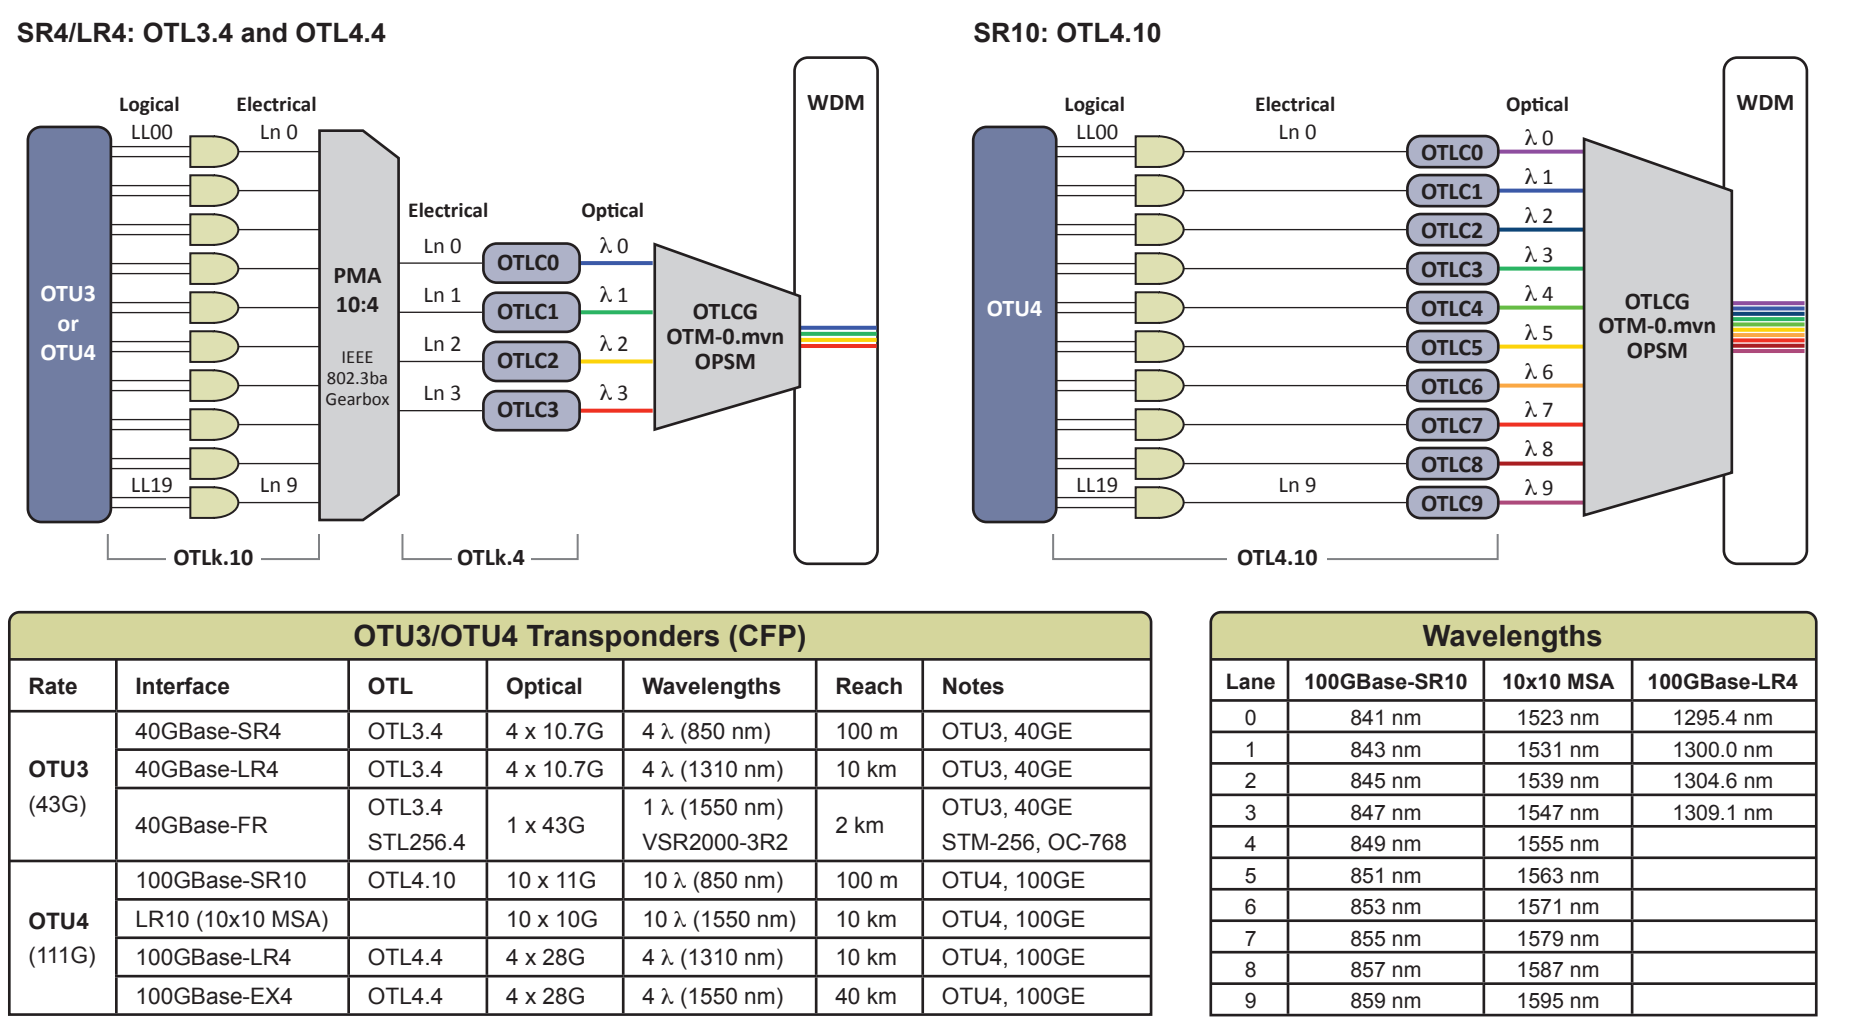 SR4/LR4: OTL3.4 and OTL4.4
Logical Electrical
LL00 Ln 0
OTU3
or
OTU4
PMA
10:4
IEEE
802.3ba
Gearbox
LL19 Ln 9
Electrical Optical
Ln 0 OTLC0 λ 0
Ln 1 OTLC1 λ 1
Ln 2 OTLC2 λ 2
Ln 3 OTLC3 λ 3
OTLCG
OTM-0.mvn
OPSM
WDM
OTLk.10 OTLk.4
SR10: OTL4.10
Logical Electrical Optical
LL00 Ln 0
OTU4
LL19 Ln 9
OTLC0 λ 0
OTLC1 λ 1
OTLC2 λ 2
OTLC3 λ 3
OTLC4 λ 4
OTLC5 λ 5
OTLC6 λ 6
OTLC7 λ 7
OTLC8 λ 8
OTLC9 λ 9
OTLCG
OTM-0.mvn
OPSM
WDM
OTL4.10
OTU3/OTU4 Transponders (CFP)
Rate Interface OTL Optical Wavelengths Reach Notes
OTU3
(43G)
40GBase-SR4 OTL3.4 4 x 10.7G 4 λ (850 nm) 100 m OTU3, 40GE
40GBase-LR4 OTL3.4 4 x 10.7G 4 λ (1310 nm) 10 km OTU3, 40GE
40GBase-FR OTL3.4 1 x 43G 1 λ (1550 nm) 2 km OTU3, 40GE
STL256.4 VSR2000-3R2 STM-256, OC-768
OTU4
(111G)
100GBase-SR10 OTL4.10 10 x 11G 10 λ (850 nm) 100 m OTU4, 100GE
LR10 (10x10 MSA) 10 x 10G 10 λ (1550 nm) 10 km OTU4, 100GE
100GBase-LR4 OTL4.4 4 x 28G 4 λ (1310 nm) 10 km OTU4, 100GE
100GBase-EX4 OTL4.4 4 x 28G 4 λ (1550 nm) 40 km OTU4, 100GE
Wavelengths
Lane 100GBase-SR10 10x10 MSA 100GBase-LR4
0 841 nm 1523 nm 1295.4 nm
1 843 nm 1531 nm 1300.0 nm
2 845 nm 1539 nm 1304.6 nm
3 847 nm 1547 nm 1309.1 nm
4 849 nm 1555 nm
5 851 nm 1563 nm
6 853 nm 1571 nm
7 855 nm 1579 nm
8 857 nm 1587 nm
9 859 nm 1595 nm